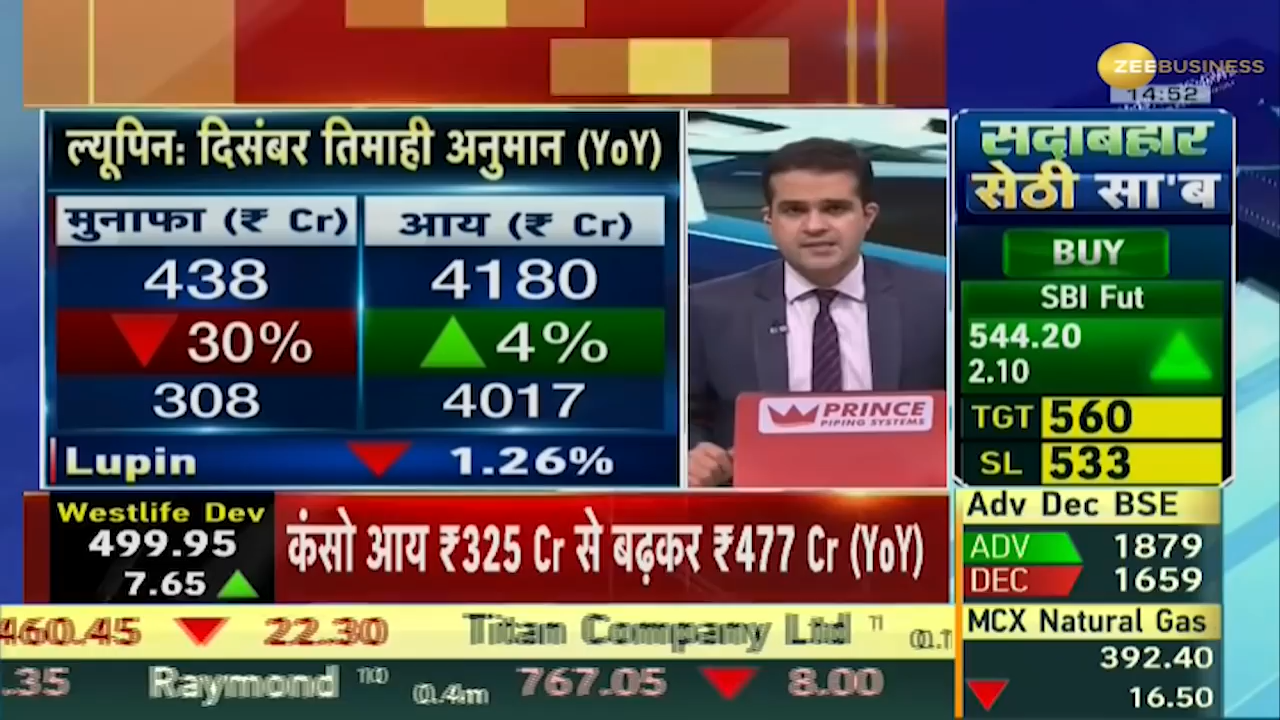 ZEEBUSINESS
14:52
ल्यूपिन: दिसंबर तिमाही अनुमान (YoY)
मुनाफा (₹ Cr) आय (₹ Cr)
438 4180
30% 4%
308 4017
Lupin 1.26%
PRINCE
PIPING SYSTEMS
सदाबहार
सेठी सा'ब
BUY
SBI Fut
544.20
2.10
TGT 560
SL 533
Westlife Dev
499.95
7.65
कंसो आय ₹325 Cr से बढ़कर ₹477 Cr (YoY)
Adv Dec BSE
ADV 1879
DEC 1659
MCX Natural Gas
392.40
16.50
460.45 22.30 Titan Company Ltd
.35 Raymond 0.4m 767.05 8.00